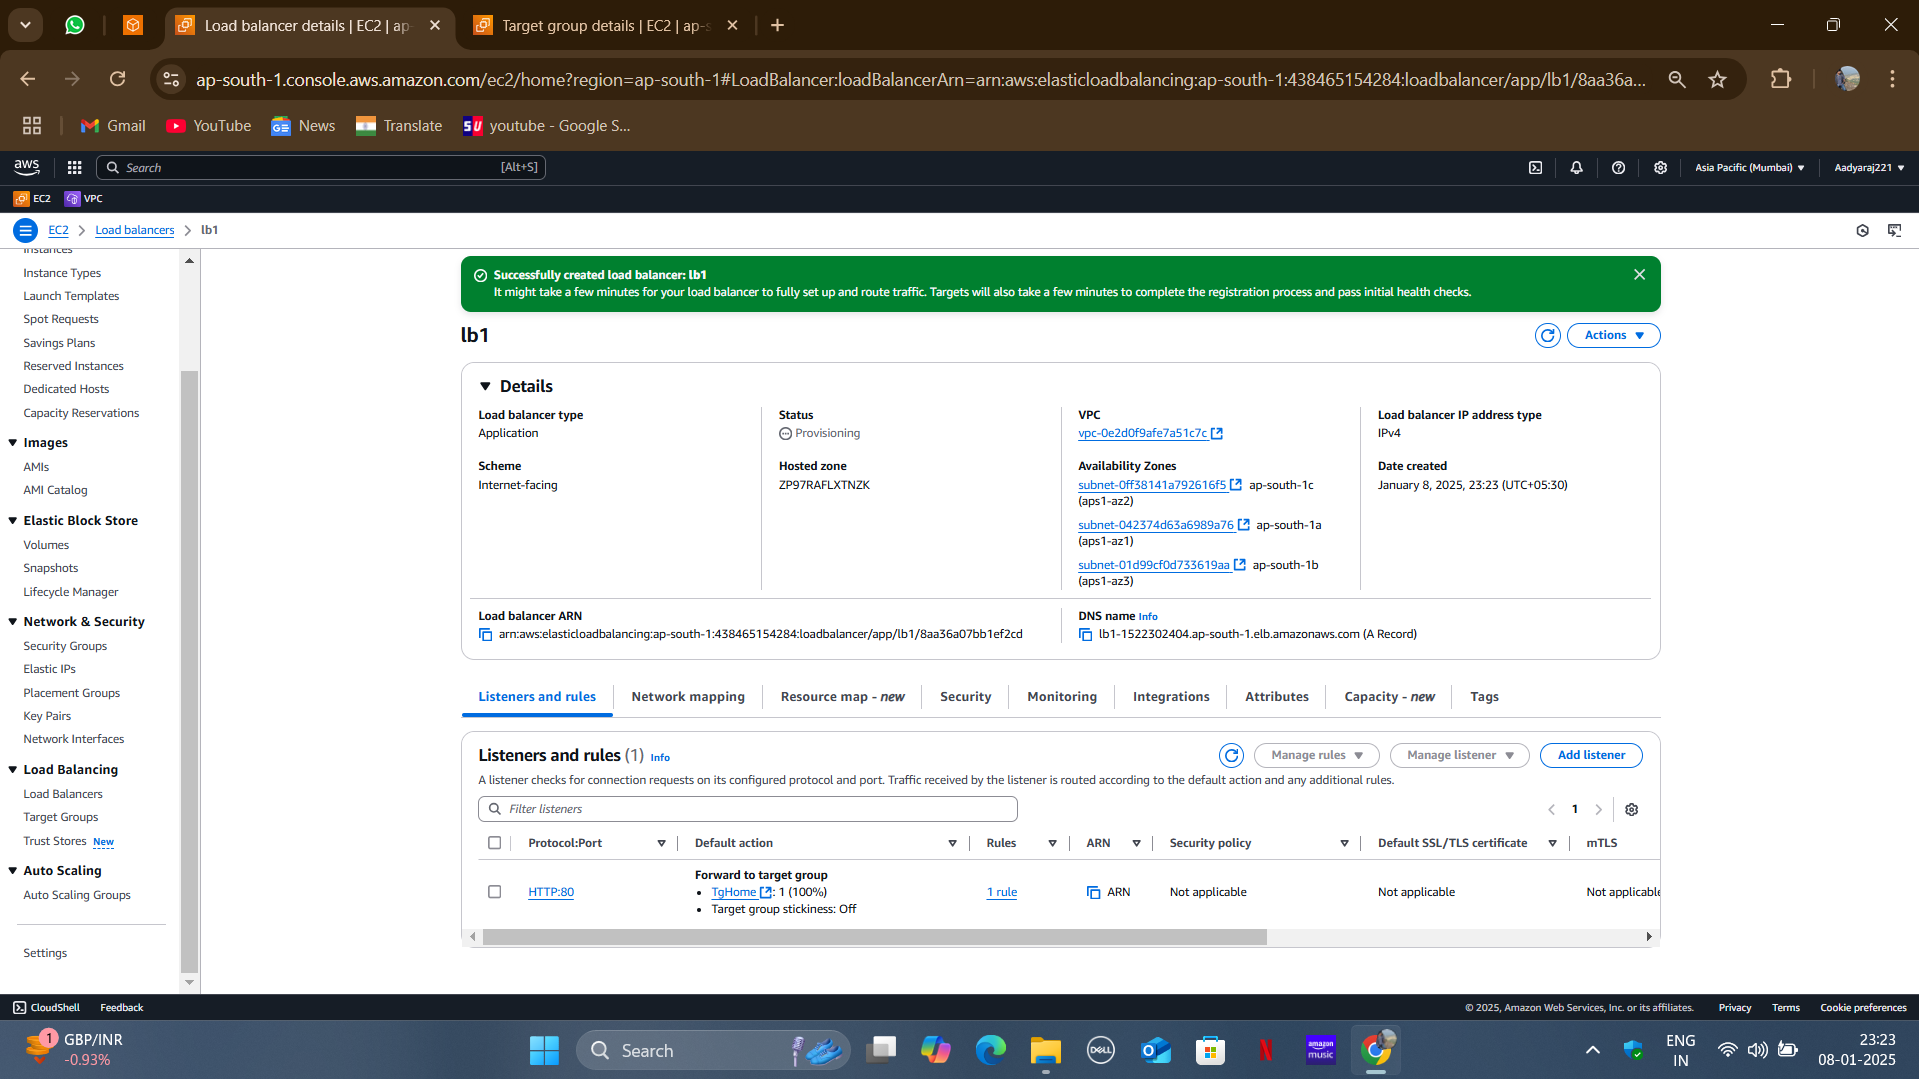 Load balancer details | EC2 | ap-
Target group details | EC2 | ap-s
ap-south-1.console.aws.amazon.com/ec2/home?region=ap-south-1#LoadBalancer:loadBalancerArn=arn:aws:elasticloadbalancing:ap-south-1:438465154284:loadbalancer/app/lb1/8aa36a...
Gmail
YouTube
News
Translate
SU
youtube - Google S...
aws
Search
[Alt+S]
Asia Pacific (Mumbai)
Aadyaraj221
EC2
VPC
EC2
Load balancers
lb1
Instances
Instance Types
Launch Templates
Spot Requests
Savings Plans
Reserved Instances
Dedicated Hosts
Capacity Reservations
Images
AMIs
AMI Catalog
Elastic Block Store
Volumes
Snapshots
Lifecycle Manager
Network & Security
Security Groups
Elastic IPs
Placement Groups
Key Pairs
Network Interfaces
Load Balancing
Load Balancers
Target Groups
Trust Stores New
Auto Scaling
Auto Scaling Groups
Settings
Successfully created load balancer: lb1
It might take a few minutes for your load balancer to fully set up and route traffic. Targets will also take a few minutes to complete the registration process and pass initial health checks.
lb1
Actions
Details
Load balancer type
Application
Status
Provisioning
VPC
vpc-0e2d0f9afe7a51c7c
Load balancer IP address type
IPv4
Scheme
Internet-facing
Hosted zone
ZP97RAFLXTNZK
Availability Zones
subnet-0ff38141a792616f5 ap-south-1c
(aps1-az2)
subnet-042374d63a6989a76 ap-south-1a
(aps1-az1)
subnet-01d99cf0d733619aa ap-south-1b
(aps1-az3)
Date created
January 8, 2025, 23:23 (UTC+05:30)
Load balancer ARN
arn:aws:elasticloadbalancing:ap-south-1:438465154284:loadbalancer/app/lb1/8aa36a07bb1ef2cd
DNS name Info
lb1-1522302404.ap-south-1.elb.amazonaws.com (A Record)
Listeners and rules
Network mapping
Resource map - new
Security
Monitoring
Integrations
Attributes
Capacity - new
Tags
Listeners and rules (1) Info
Manage rules
Manage listener
Add listener
A listener checks for connection requests on its configured protocol and port. Traffic received by the listener is routed according to the default action and any additional rules.
Filter listeners
1
Protocol:Port
Default action
Rules
ARN
Security policy
Default SSL/TLS certificate
mTLS
HTTP:80
Forward to target group
• TgHome : 1 (100%)
• Target group stickiness: Off
1 rule
ARN
Not applicable
Not applicable
Not applicable
CloudShell
Feedback
© 2025, Amazon Web Services, Inc. or its affiliates.
Privacy
Terms
Cookie preferences
1
GBP/INR
-0.93%
Search
DELL
amazon
music
N
ENG
IN
23:23
08-01-2025